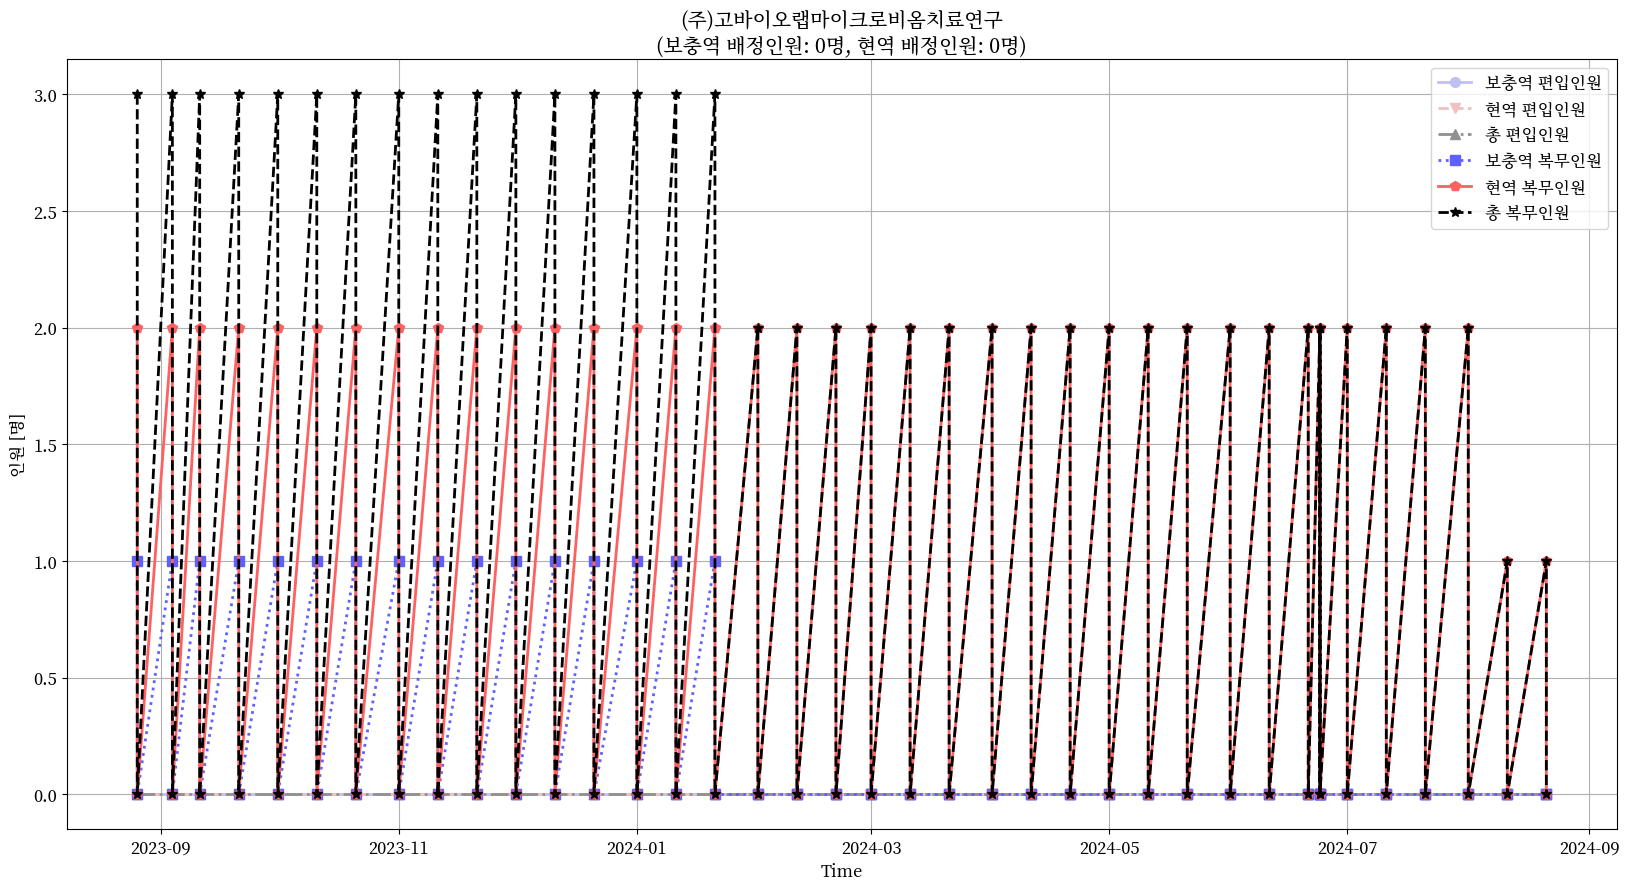 (주)고바이오랩마이크로비옴치료연구
(보충역 배정인원: 0명, 현역 배정인원: 0명)
보충역 편입인원
현역 편입인원
총 편입인원
보충역 복무인원
현역 복무인원
총 복무인원
인원 [명]
3.0
2.5
2.0
1.5
1.0
0.5
0.0
2023-09
2023-11
2024-01
2024-03
2024-05
2024-07
2024-09
Time